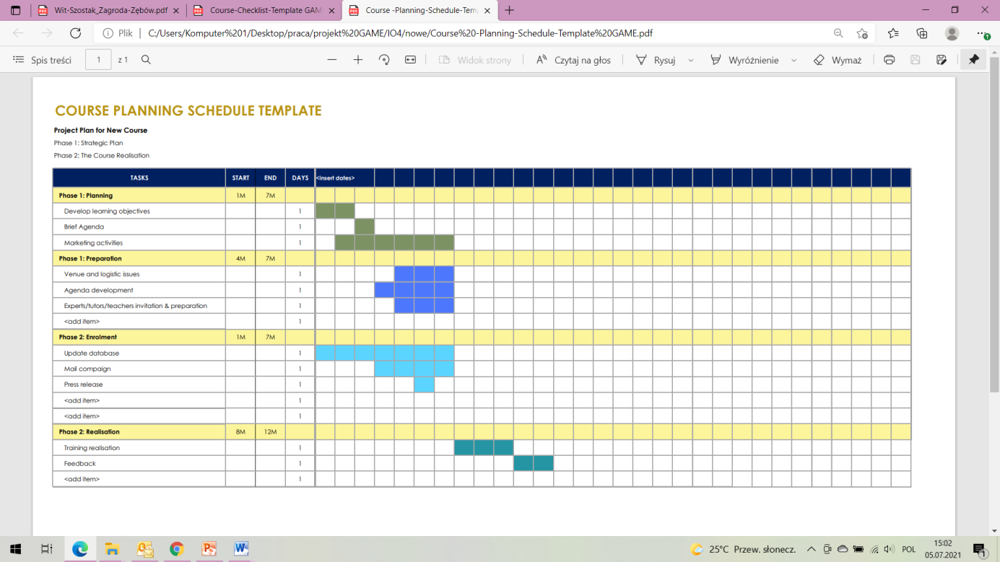 Wit-Szostak_Zagroda-Zębów.pdf
Course-Checklist-Template GAM
Course -Planning-Schedule-Tem
Plik
C:/Users/Komputer%201/Desktop/praca/projekt%20GAME/IO4/nowe/Course%20-Planning-Schedule-Template%20GAME.pdf
Spis treści 1 z 1 Widok strony Czytaj na głos Rysuj Wyróżnienie Wymaż
COURSE PLANNING SCHEDULE TEMPLATE
Project Plan for New Course
Phase 1: Strategic Plan
Phase 2: The Course Realisation
TASKS START END DAYS <insert dates>
Phase 1: Planning 1M 7M
Develop learning objectives 1
Brief Agenda 1
Marketing activities 1
Phase 1: Preparation 4M 7M
Venue and logistic issues 1
Agenda development 1
Experts/tutors/teachers invitation & preparation 1
<add item> 1
Phase 2: Enrolment 1M 7M
Update database 1
Mail compaign 1
Press release 1
<add item> 1
<add item> 1
Phase 2: Realisation 8M 12M
Training realisation 1
Feedback 1
<add item> 1
25°C Przew. słonecz. POL 15:02
05.07.2021 1